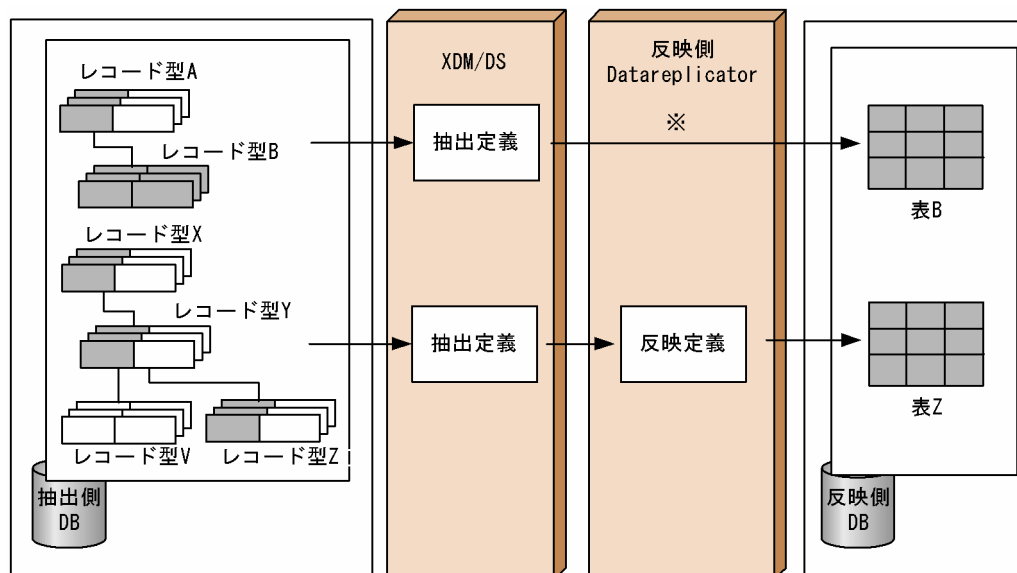 レコード型A
レコード型B
レコード型X
レコード型Y
レコード型V
レコード型Z
抽出側
DB
XDM/DS
抽出定義
抽出定義
反映側
Datareplicator
※
反映定義
表B
表Z
反映側
DB